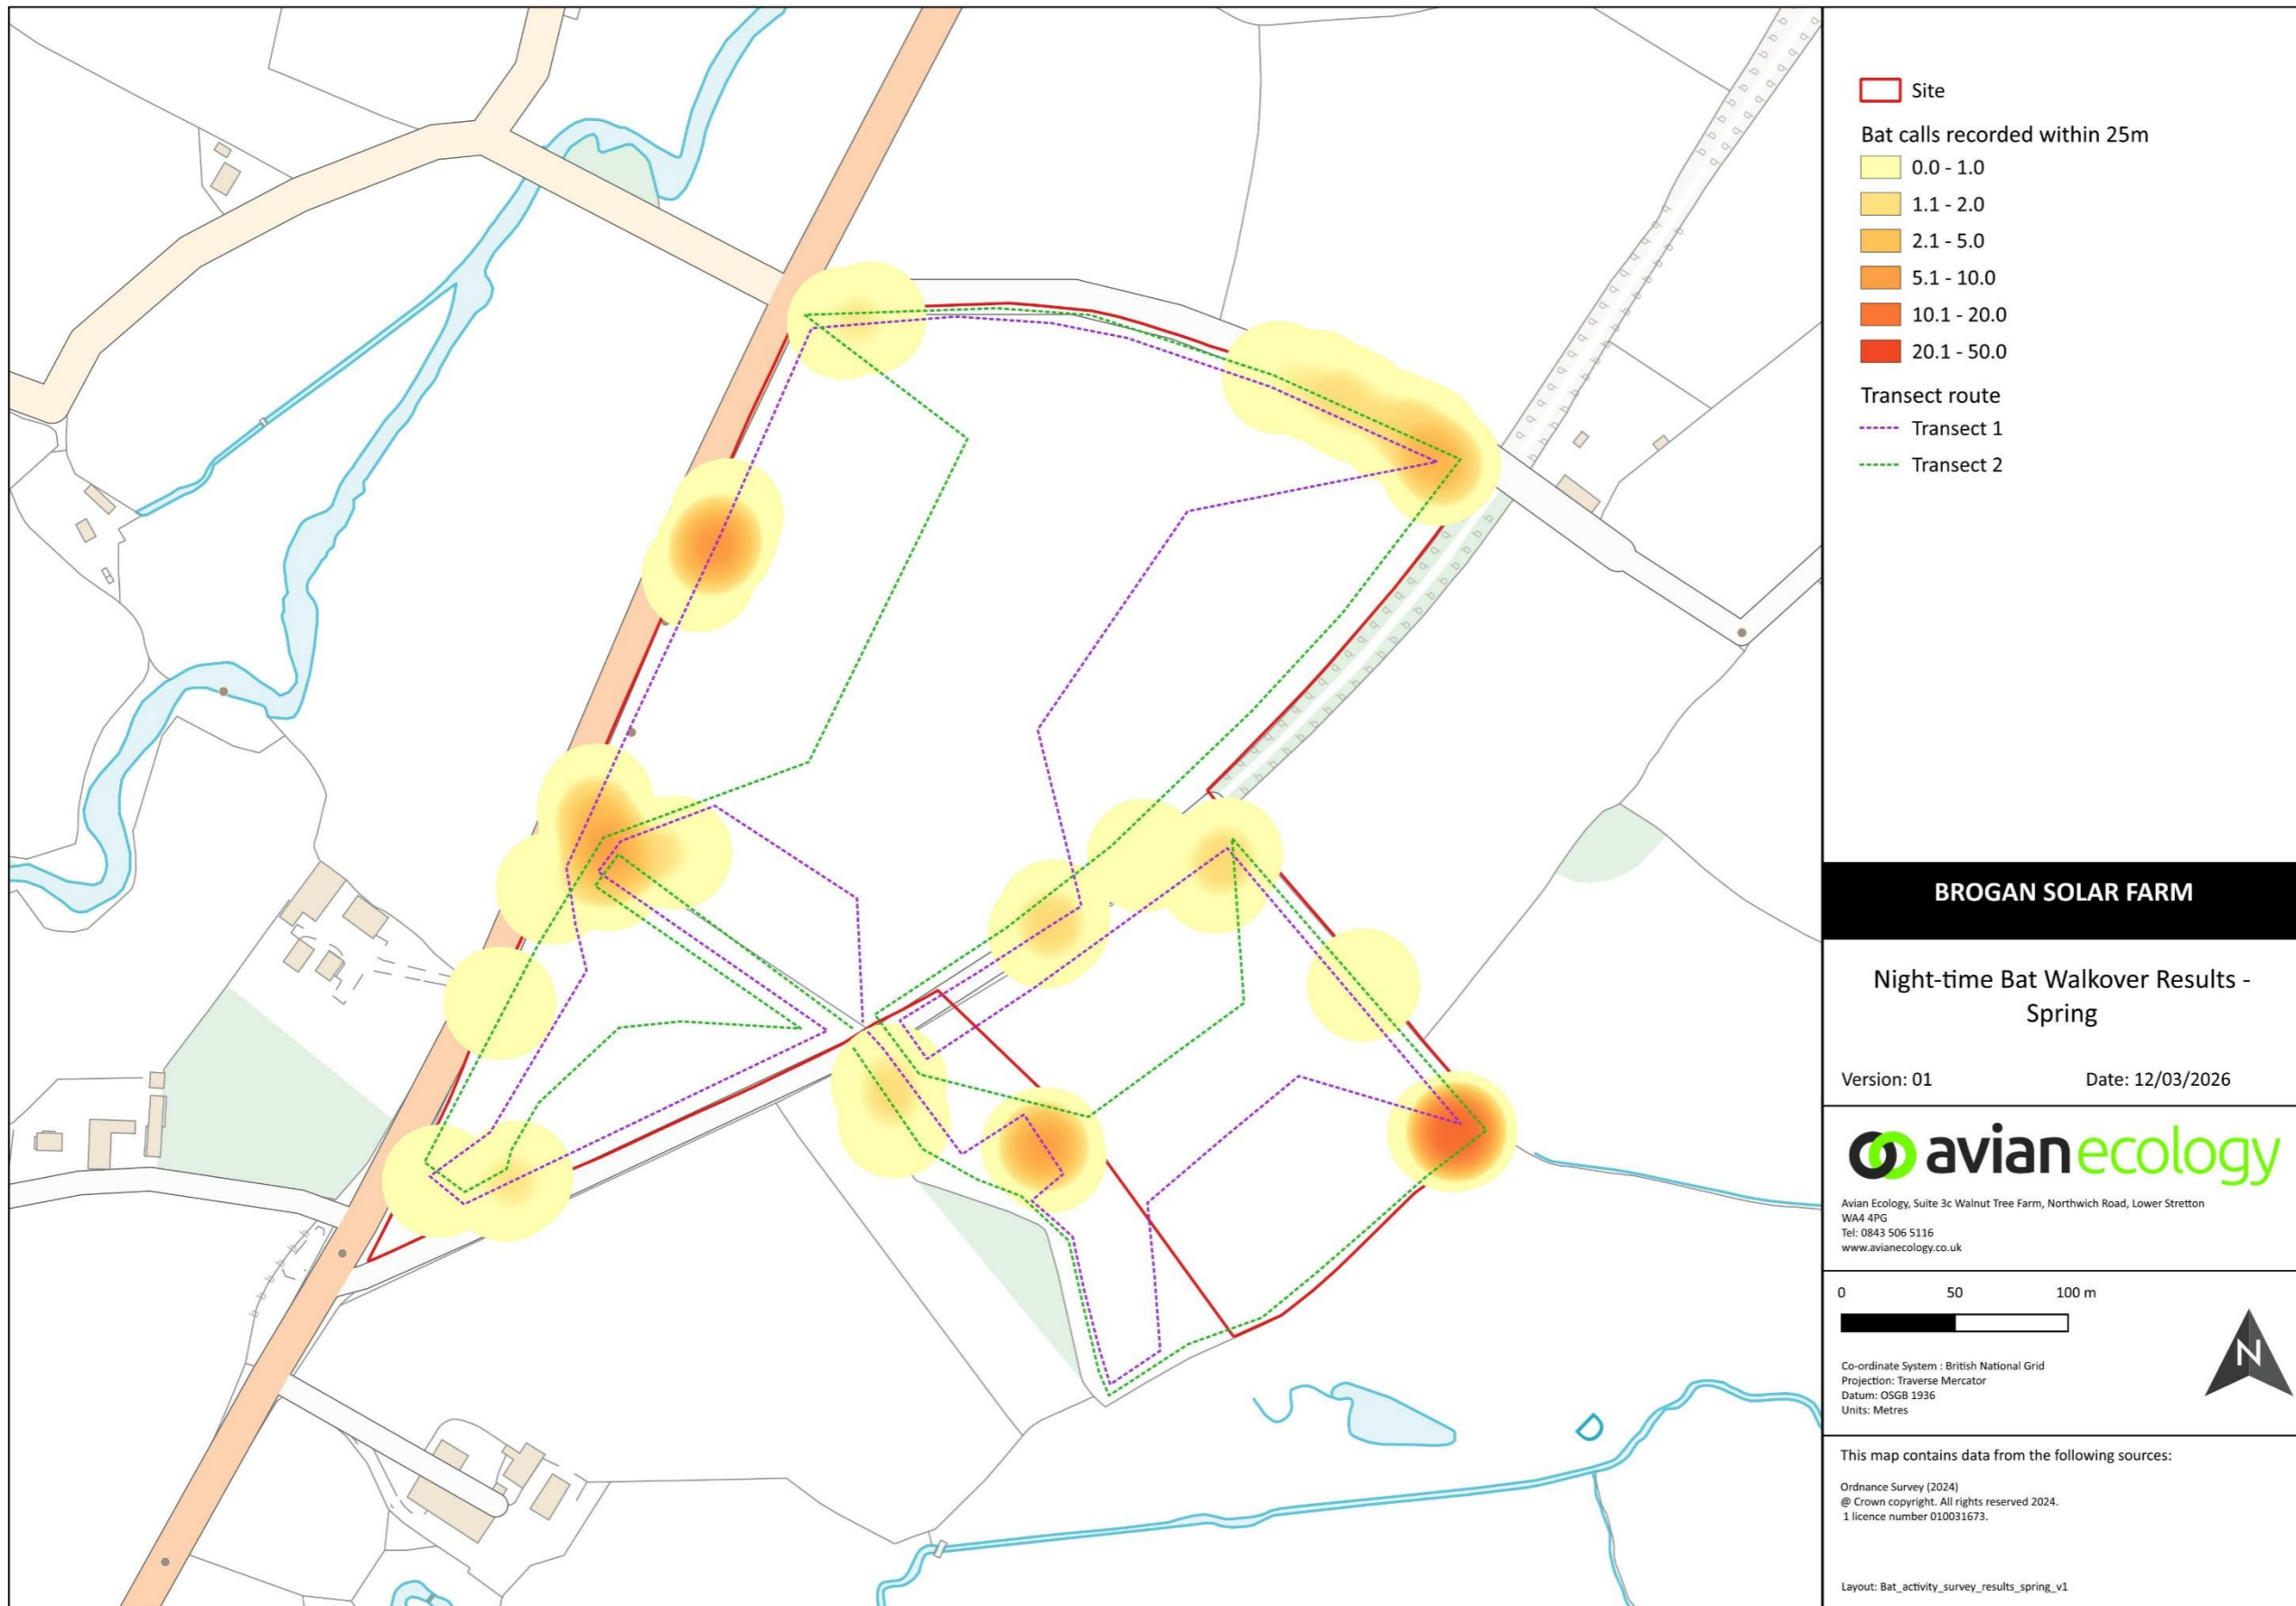 Site
Bat calls recorded within 25m
0.0 - 1.0
1.1 - 2.0
2.1 - 5.0
5.1 - 10.0
10.1 - 20.0
20.1 - 50.0
Transect route
Transect 1
Transect 2
BROGAN SOLAR FARM
Night-time Bat Walkover Results -
Spring
Version: 01 Date: 12/03/2026
avian ecology
Avian Ecology, Suite 3c Walnut Tree Farm, Northwich Road, Lower Stretton
WA4 4PG
Tel: 0843 506 5116
www.avianecology.co.uk
0 50 100 m
Co-ordinate System : British National Grid
Projection: Traverse Mercator
Datum: OSGB 1936
Units: Metres
N
This map contains data from the following sources:
Ordnance Survey (2024)
@ Crown copyright. All rights reserved 2024.
1 licence number 010031673.
Layout: Bat_activity_survey_results_spring_v1